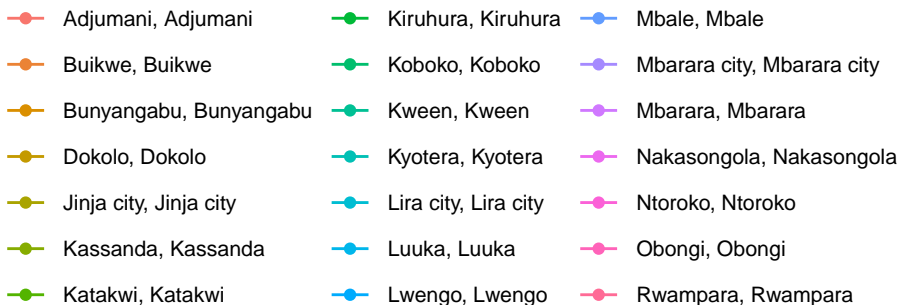 Adjumani, Adjumani
Buikwe, Buikwe
Bunyangabu, Bunyangabu
Dokolo, Dokolo
Jinja city, Jinja city
Kassanda, Kassanda
Katakwi, Katakwi
Kiruhura, Kiruhura
Koboko, Koboko
Kween, Kween
Kyotera, Kyotera
Lira city, Lira city
Luuka, Luuka
Lwengo, Lwengo
Mbale, Mbale
Mbarara city, Mbarara city
Mbarara, Mbarara
Nakasongola, Nakasongola
Ntoroko, Ntoroko
Obongi, Obongi
Rwampara, Rwampara